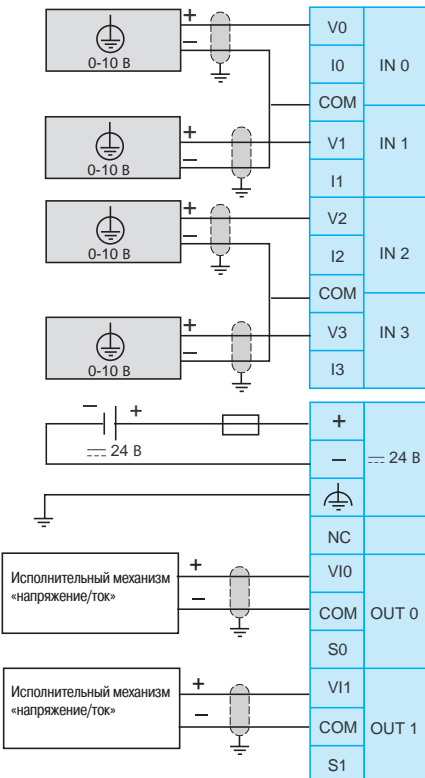 + V0
−
0-10 В
I0 IN 0
COM
+ V1 IN 1
−
0-10 В
I1
+ V2
−
0-10 В
I2 IN 2
COM
+ V3 IN 3
−
0-10 В
I3
− +
24 В
+
− 24 В
NC
Исполнительный механизм
«напряжение/ток»
+ VI0
− COM OUT 0
S0
Исполнительный механизм
«напряжение/ток»
+ VI1
− COM OUT 1
S1